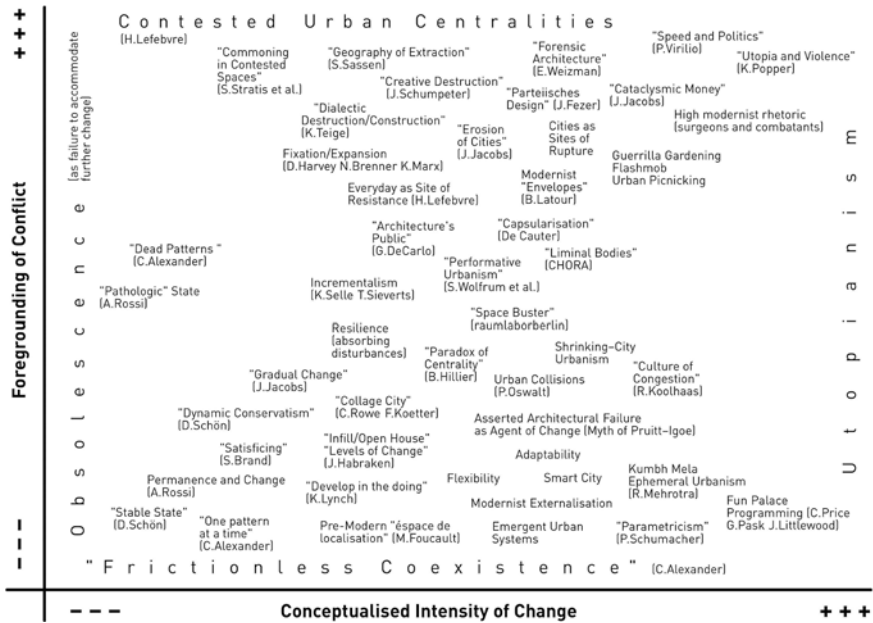 + + +
Foregrounding of Conflict
- - -
Contested Urban Centralities
(H.Lefebvre)
Obsolescence
(as failure to accommodate
further change)
Utopianism
"Commoning
in Contested
Spaces"
(S.Stratis et al.)
"Geography of Extraction"
(S.Sassen)
"Forensic
Architecture"
(E.Weizman)
"Speed and Politics"
(P.Virilio)
"Utopia and Violence"
(K.Popper)
"Creative Destruction"
(J.Schumpeter)
"Parteiisches
Design" (J.Fezer)
"Cataclysmic Money"
(J.Jacobs)
"Dialectic
Destruction/Construction"
(K.Teige)
High modernist rhetoric
(surgeons and combatants)
"Erosion
of Cities"
(J.Jacobs)
Cities as
Sites of
Rupture
Fixation/Expansion
(D.Harvey N.Brenner K.Marx)
Guerrilla Gardening
Flashmob
Urban Picnicking
Modernist
"Envelopes"
(B.Latour)
Everyday as Site of
Resistance (H.Lefebvre)
"Architecture's
Public"
(G.DeCarlo)
"Capsularisation"
(De Cauter)
"Dead Patterns "
(C.Alexander)
"Liminal Bodies"
(CHORA)
"Performative
Urbanism"
(S.Wolfrum et al.)
"Pathologic" State
(A.Rossi)
Incrementalism
(K.Selle T.Sieverts)
"Space Buster"
(raumlaborberlin)
Resilience
(absorbing
disturbances)
"Paradox of
Centrality"
(B.Hillier)
Shrinking-City
Urbanism
"Culture of
Congestion"
(R.Koolhaas)
"Gradual Change"
(J.Jacobs)
Urban Collisions
(P.Oswalt)
"Collage City"
(C.Rowe F.Koetter)
"Dynamic Conservatism"
(D.Schön)
Asserted Architectural Failure
as Agent of Change (Myth of Pruitt-Igoe)
"Infill/Open House"
"Levels of Change"
(J.Habraken)
"Satisficing"
(S.Brand)
Adaptability
Permanence and Change
(A.Rossi)
"Develop in the doing"
(K.Lynch)
Flexibility
Smart City
Kumbh Mela
Ephemeral Urbanism
(R.Mehrotra)
Modernist Externalisation
Fun Palace
Programming (C.Price
G.Pask J.Littlewood)
"Stable State"
(D.Schön)
"One pattern
at a time"
(C.Alexander)
Pre-Modern "éspace de
localisation" (M.Foucault)
Emergent Urban
Systems
"Parametricism"
(P.Schumacher)
"Frictionless Coexistence" (C.Alexander)
- - - Conceptualised Intensity of Change + + +